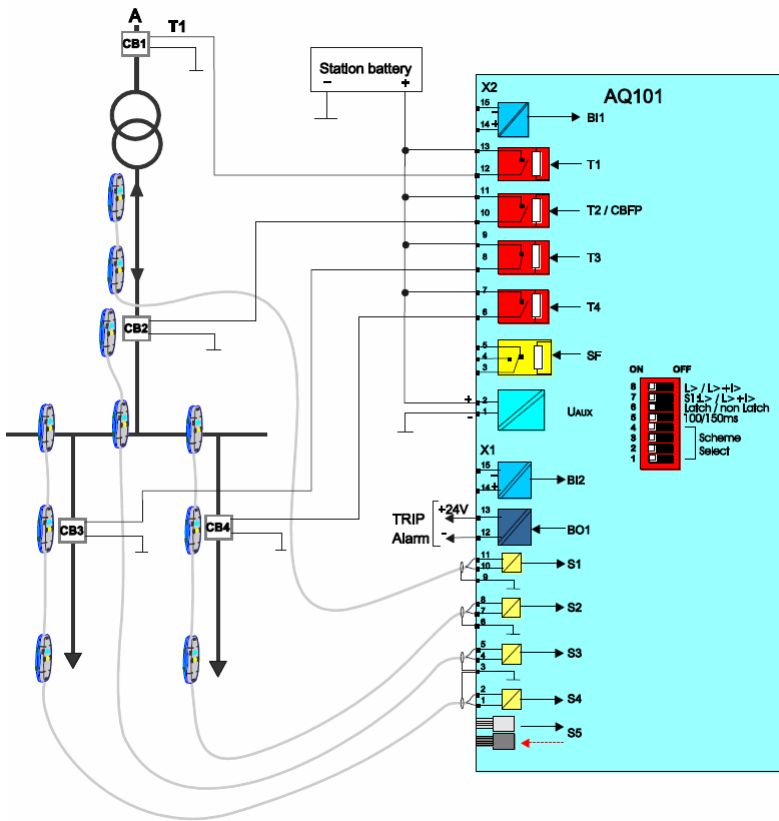 A
T1
CB1
Station battery
– +
X2
AQ101
15
–
+
14
BI1
13
12
T1
11
10
T2 / CBFP
9
8
T3
7
6
T4
5
4
3
SF
+
2
1
–
UAUX
CB2
ON OFF
8 L> / L>+I>
7 S1:L> / L>+I>
6 Latch / non Latch
5 100/150ms
4
3 Scheme
2 Select
1
X1
15
–
+
14
BI2
TRIP +24V 13
Alarm - 12
BO1
CB3
CB4
11
10
9
S1
8
7
6
S2
5
4
3
S3
2
1
S4
S5